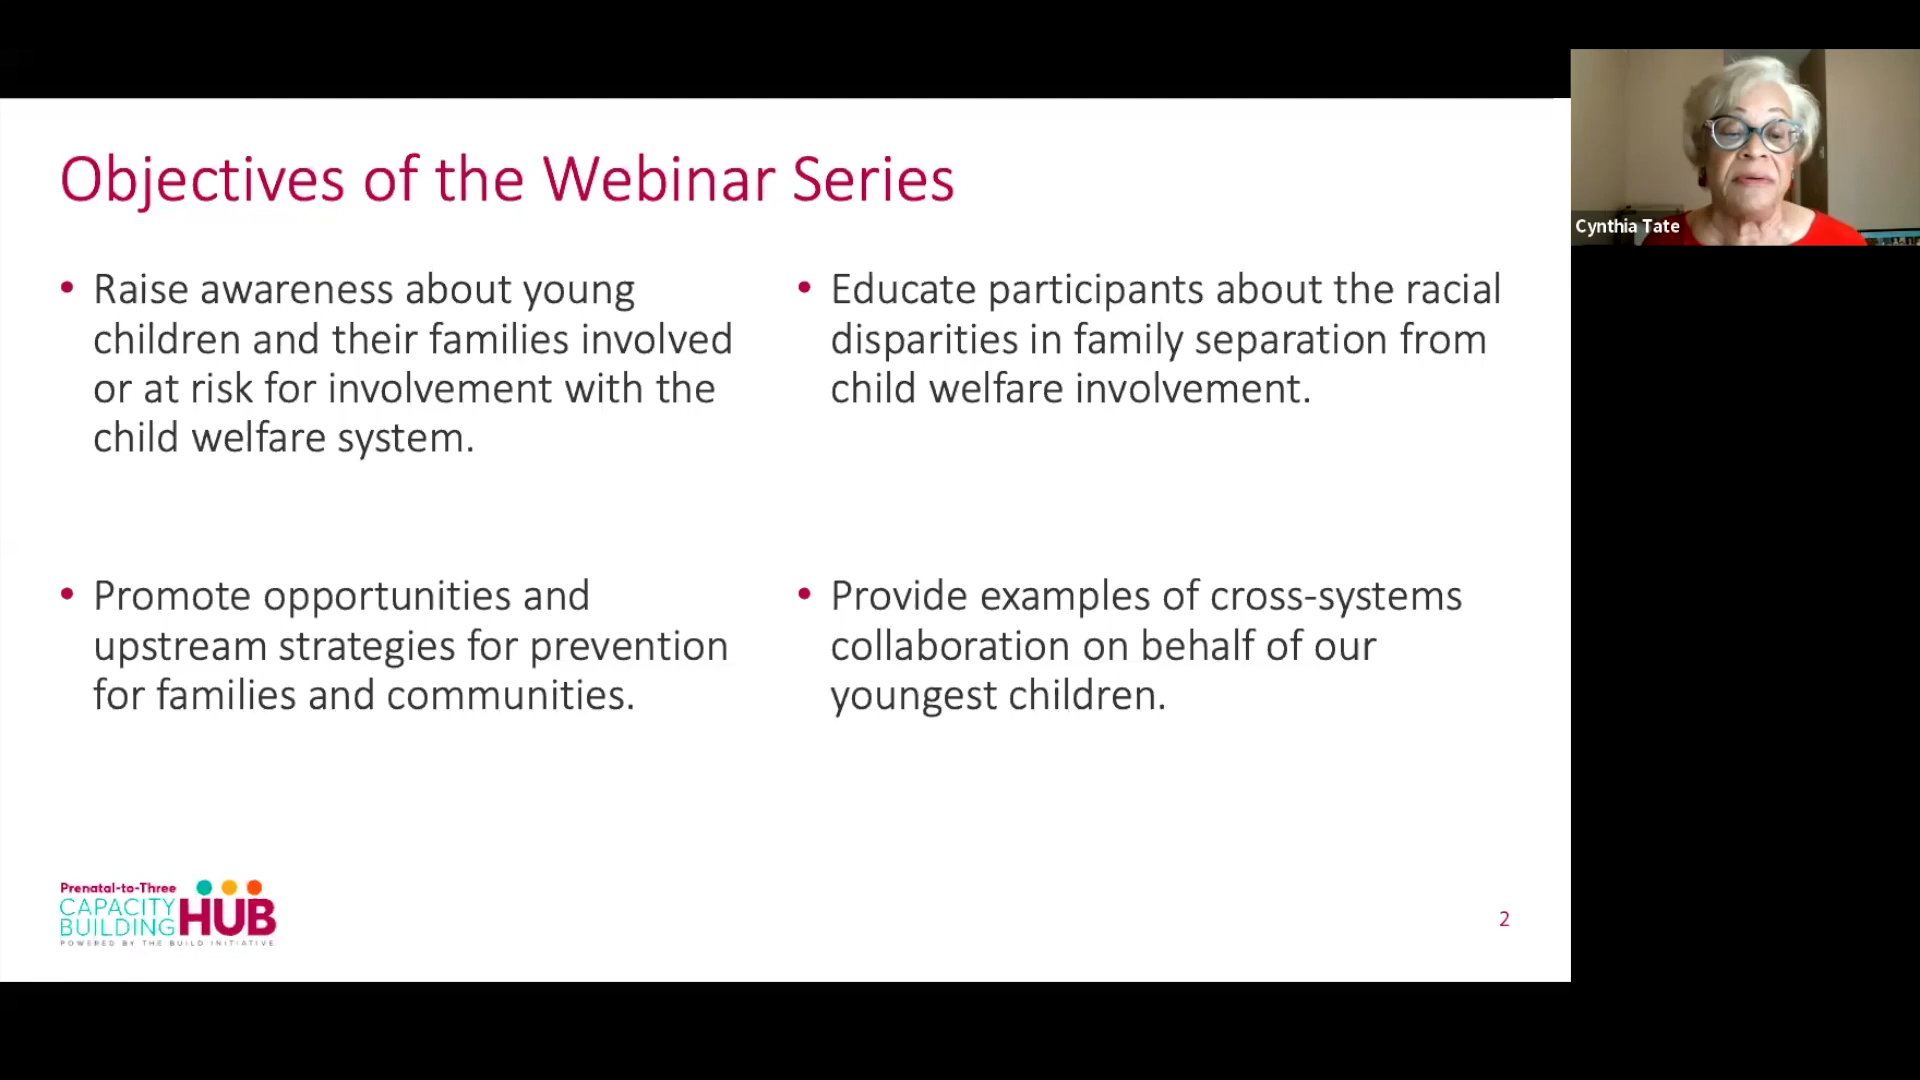 Objectives of the Webinar Series
• Raise awareness about young
children and their families involved
or at risk for involvement with the
child welfare system.
• Promote opportunities and
upstream strategies for prevention
for families and communities.
• Educate participants about the racial
disparities in family separation from
child welfare involvement.
• Provide examples of cross-systems
collaboration on behalf of our
youngest children.
Prenatal-to-Three
CAPACITY
BUILDING
HUB
POWERED BY THE BUILD INITIATIVE
2
Cynthia Tate